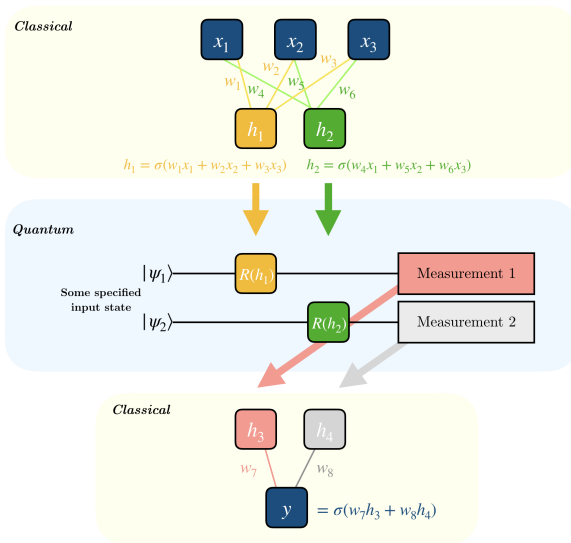 Classical
x₁ x₂ x₃
w₁ w₄ w₂ w₅ w₃ w₆
h₁ h₂
h₁ = σ(w₁x₁ + w₂x₂ + w₃x₃) h₂ = σ(w₄x₁ + w₅x₂ + w₆x₃)
Quantum
|ψ₁⟩ R(h₁) Measurement 1
Some specified
input state
|ψ₂⟩ R(h₂) Measurement 2
Classical
h₃ h₄
w₇ w₈
y = σ(w₇h₃ + w₈h₄)